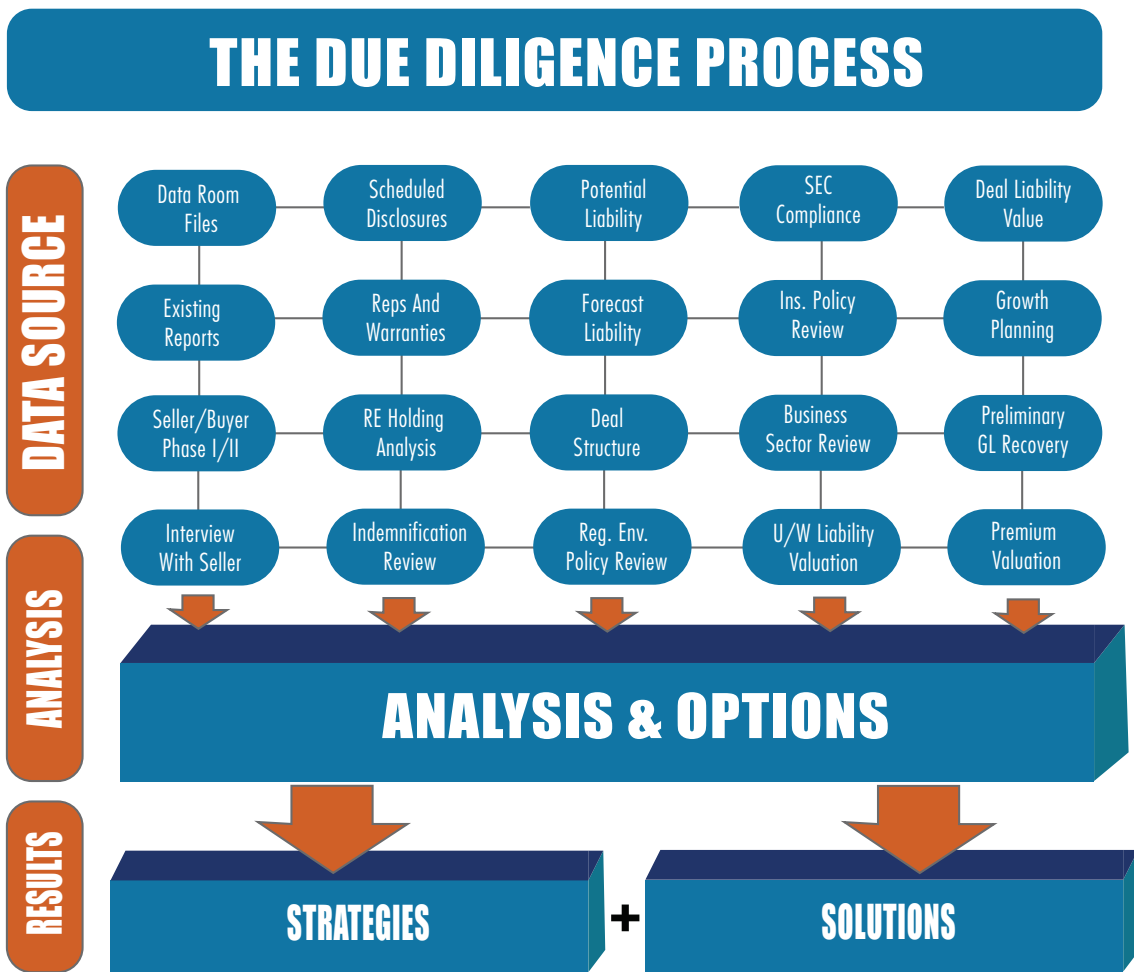 THE DUE DILIGENCE PROCESS
DATA SOURCE
Data Room
Files
Scheduled
Disclosures
Potential
Liability
SEC
Compliance
Deal Liability
Value
Existing
Reports
Reps And
Warranties
Forecast
Liability
Ins. Policy
Review
Growth
Planning
Seller/Buyer
Phase I/II
RE Holding
Analysis
Deal
Structure
Business
Sector Review
Preliminary
GL Recovery
Interview
With Seller
Indemnification
Review
Reg. Env.
Policy Review
U/W Liability
Valuation
Premium
Valuation
ANALYSIS
ANALYSIS & OPTIONS
RESULTS
STRATEGIES
+
SOLUTIONS